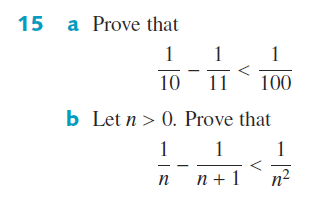 15 a Prove that
1/10 − 1/11 < 1/100
b Let n > 0. Prove that
1/n − 1/(n + 1) < 1/n²